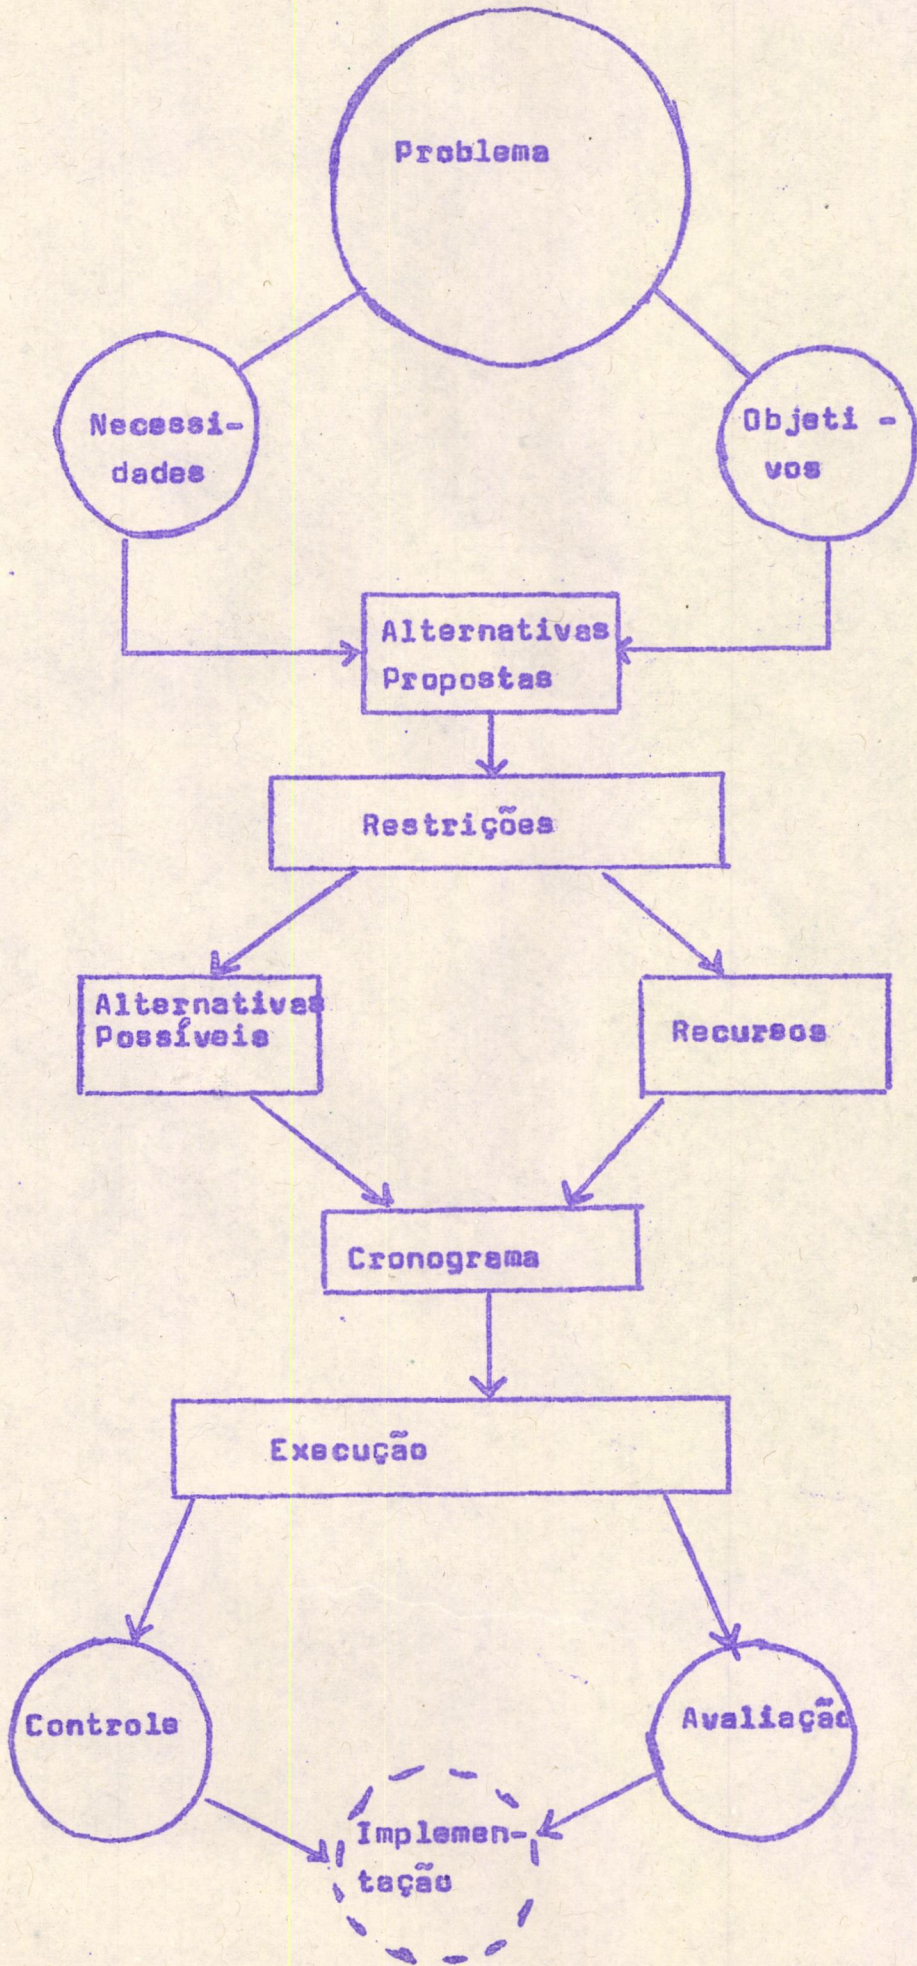 Problema
Necessi-
dades
Objeti -
vos
Alternativas
Propostas
Restrições
Alternativas
Possíveis
Recursos
Cronograma
Execução
Controle
Avaliação
Implemen-
tação